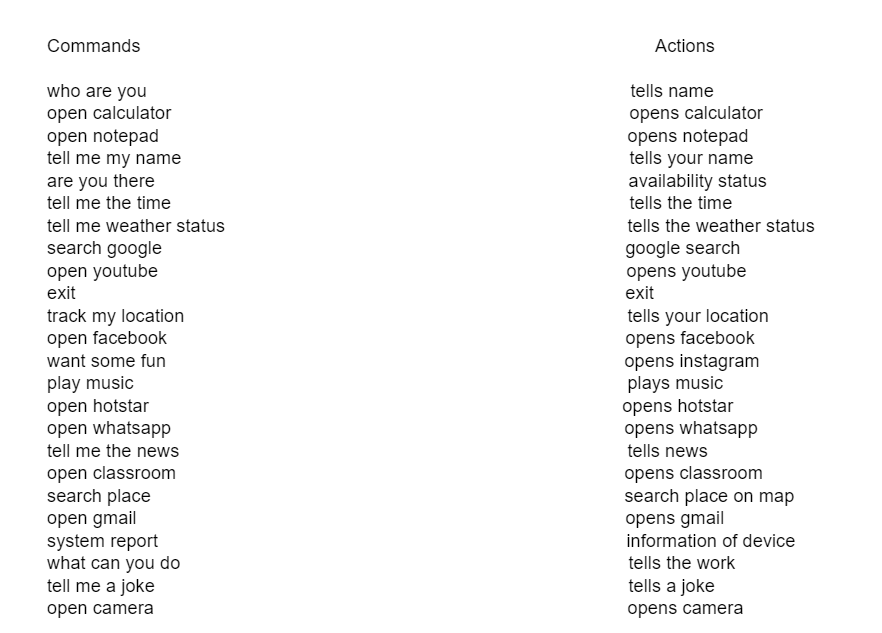 Commands Actions
who are you tells name
open calculator opens calculator
open notepad opens notepad
tell me my name tells your name
are you there availability status
tell me the time tells the time
tell me weather status tells the weather status
search google google search
open youtube opens youtube
exit exit
track my location tells your location
open facebook opens facebook
want some fun opens instagram
play music plays music
open hotstar opens hotstar
open whatsapp opens whatsapp
tell me the news tells news
open classroom opens classroom
search place search place on map
open gmail opens gmail
system report information of device
what can you do tells the work
tell me a joke tells a joke
open camera opens camera